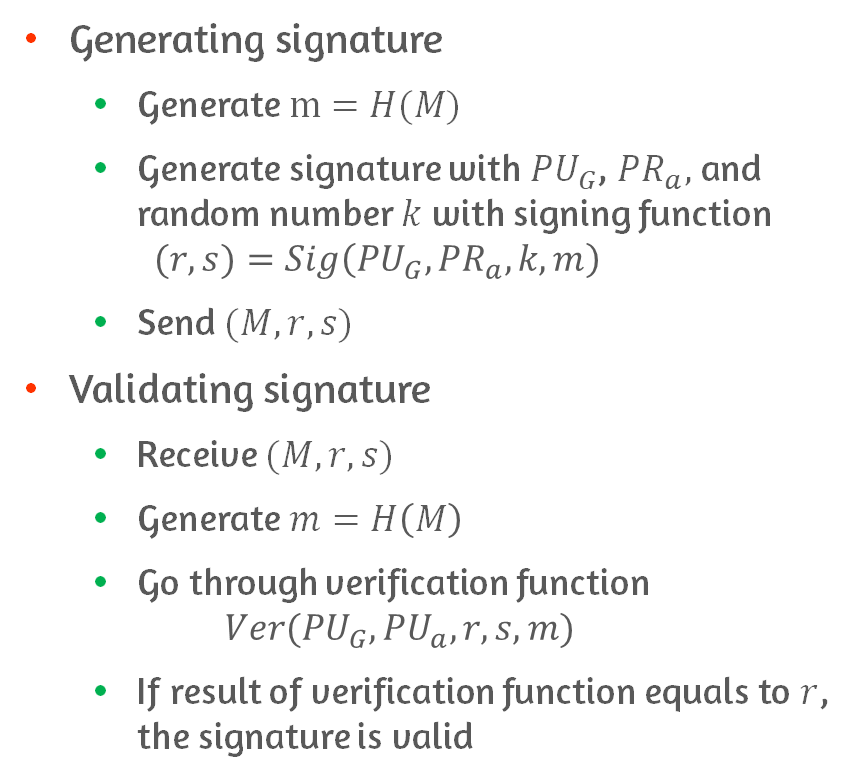 • Generating signature
• Generate m = H(M)
• Generate signature with PU_G, PR_a, and
random number k with signing function
(r, s) = Sig(PU_G, PR_a, k, m)
• Send (M, r, s)
• Validating signature
• Receive (M, r, s)
• Generate m = H(M)
• Go through verification function
Ver(PU_G, PU_a, r, s, m)
• If result of verification function equals to r,
the signature is valid